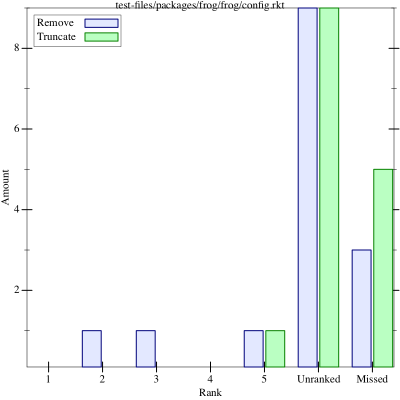 test-files/packages/frog/frog/config.rkt
Remove
Truncate
8
6
4
2
Amount
1 2 3 4 5 Unranked Missed
Rank